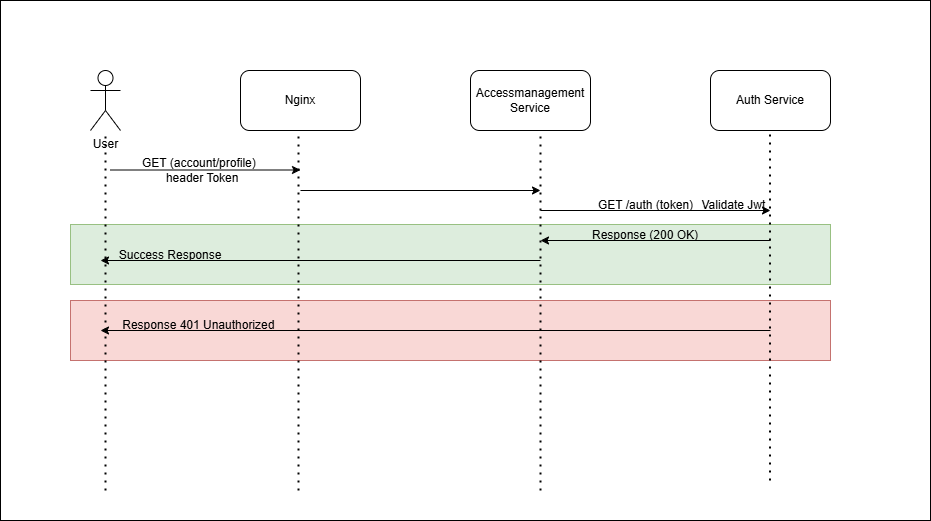 Nginx
Accessmanagement
Service
Auth Service
User
GET (account/profile)
header Token
GET /auth (token)   Validate Jwt
Response (200 OK)
Success Response
Response 401 Unauthorized